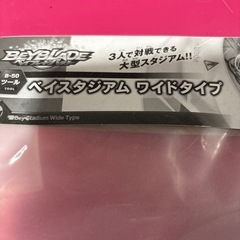 BEYBLADE
3人で対戦できる
大型スタジアム!!
B-50
ツール
TOOL
ベイスタジアム ワイドタイプ
BeyStadium Wide Type